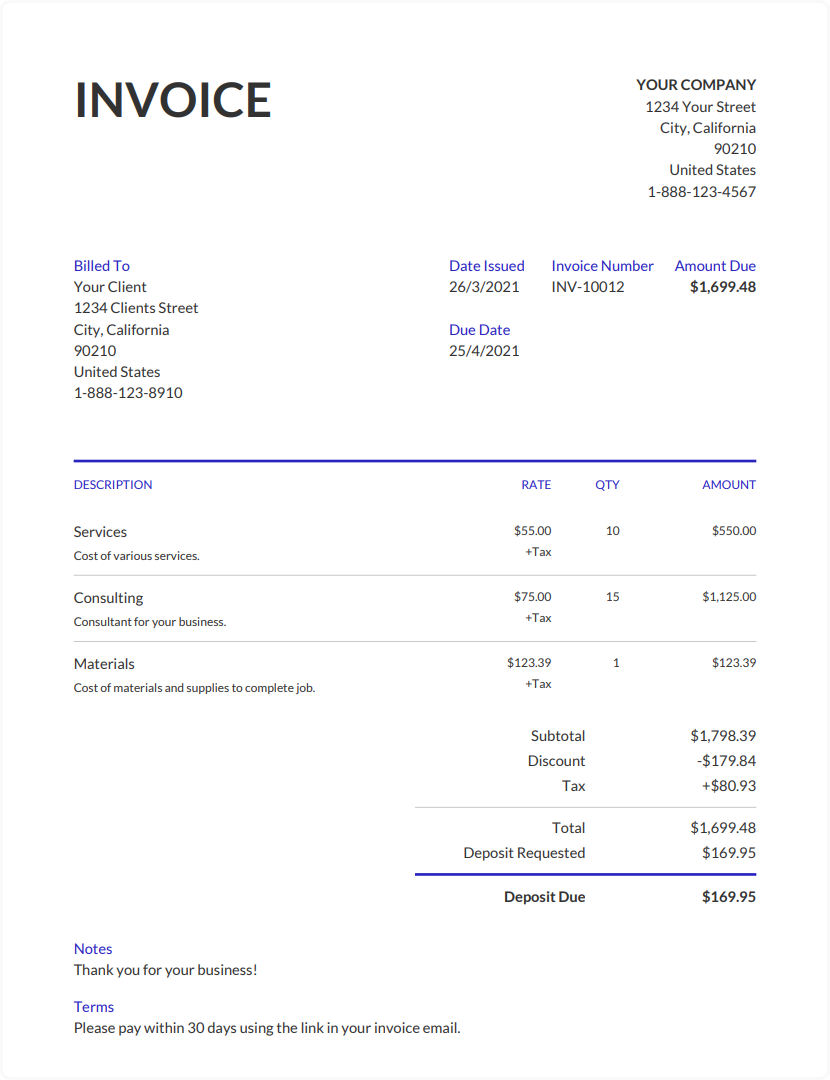 INVOICE
YOUR COMPANY
1234 Your Street
City, California
90210
United States
1-888-123-4567
Billed To
Your Client
1234 Clients Street
City, California
90210
United States
1-888-123-8910
Date Issued
26/3/2021
Due Date
25/4/2021
Invoice Number
INV-10012
Amount Due
$1,699.48
DESCRIPTION RATE QTY AMOUNT
Services $55.00 10 $550.00
Cost of various services. +Tax
Consulting $75.00 15 $1,125.00
Consultant for your business. +Tax
Materials $123.39 1 $123.39
Cost of materials and supplies to complete job. +Tax
Subtotal $1,798.39
Discount -$179.84
Tax +$80.93
Total $1,699.48
Deposit Requested $169.95
Deposit Due $169.95
Notes
Thank you for your business!
Terms
Please pay within 30 days using the link in your invoice email.